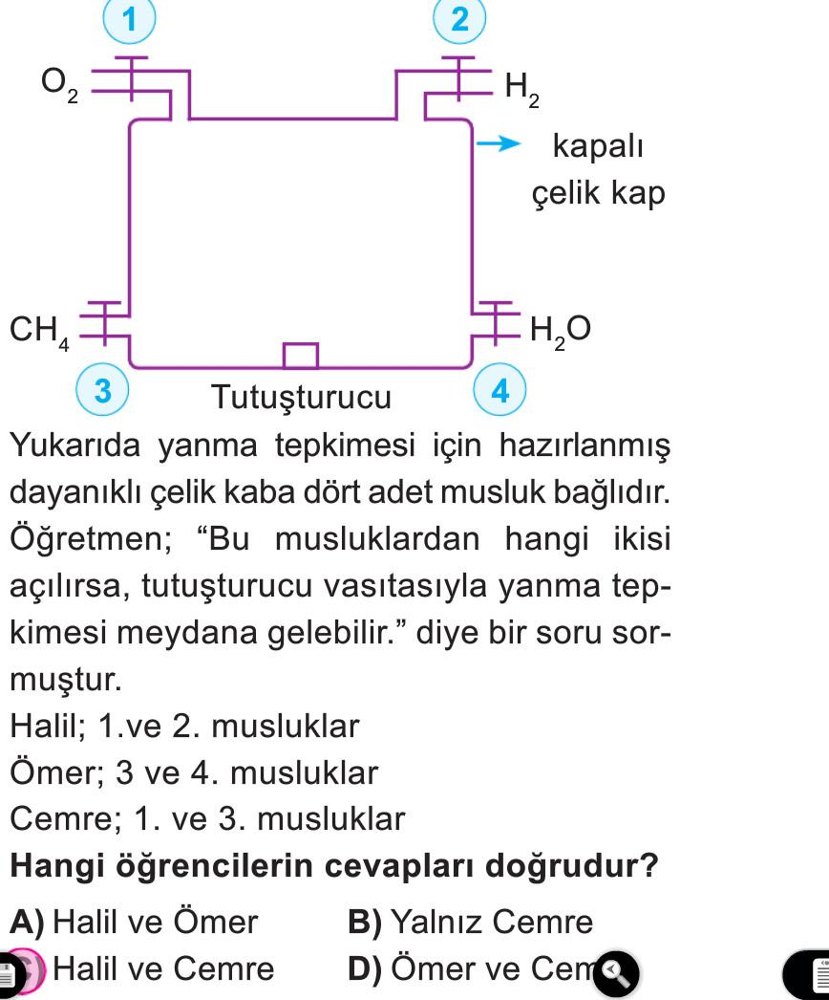 1 2
O₂ H₂
kapalı
çelik kap
CH₄ H₂O
3 4
Tutuşturucu
Yukarıda yanma tepkimesi için hazırlanmış
dayanıklı çelik kaba dört adet musluk bağlıdır.
Öğretmen; “Bu musluklardan hangi ikisi
açılırsa, tutuşturucu vasıtasıyla yanma tep-
kimesi meydana gelebilir.” diye bir soru sor-
muştur.
Halil; 1.ve 2. musluklar
Ömer; 3 ve 4. musluklar
Cemre; 1. ve 3. musluklar
Hangi öğrencilerin cevapları doğrudur?
A) Halil ve Ömer B) Yalnız Cemre
Halil ve Cemre D) Ömer ve